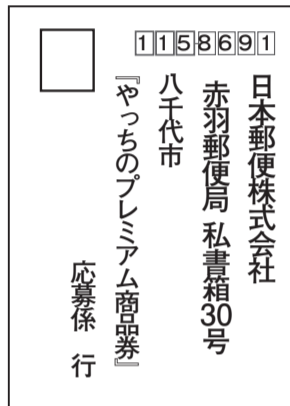 115-8691
日本郵便株式会社
赤羽郵便局 私書箱30号
八千代市
『やっちのプレミアム商品券』
応募係 行